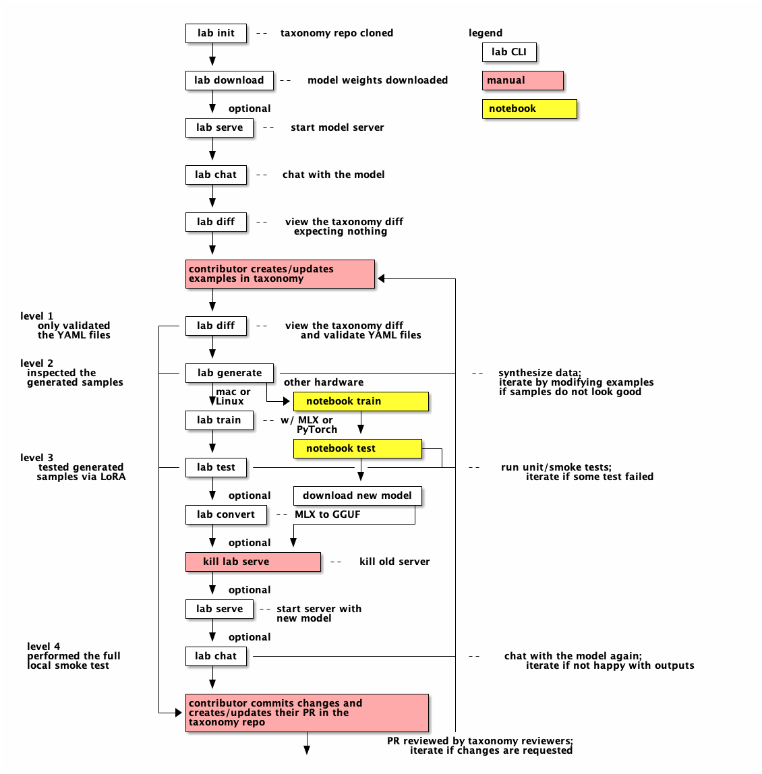 lab init
-- taxonomy repo cloned
legend
lab CLI
lab download
-- model weights downloaded
manual
optional
notebook
lab serve
-- start model server
lab chat
-- chat with the model
lab diff
-- view the taxonomy diff
expecting nothing
contributor creates/updates
examples in taxonomy
level 1
only validated
the YAML files
lab diff
-- view the taxonomy diff
and validate YAML files
level 2
inspected the
generated samples
lab generate
-- synthesize data;
iterate by modifying examples
if samples do not look good
mac or
Linux
other hardware
notebook train
lab train
-- w/ MLX or
PyTorch
notebook test
level 3
tested generated
samples via LoRA
lab test
-- run unit/smoke tests;
iterate if some test failed
optional
download new model
lab convert
-- MLX to GGUF
optional
kill lab serve
-- kill old server
optional
lab serve
-- start server with
new model
optional
level 4
performed the full
local smoke test
lab chat
-- chat with the model again;
iterate if not happy with outputs
contributor commits changes and
creates/updates their PR in the
taxonomy repo
PR reviewed by taxonomy reviewers;
iterate if changes are requested